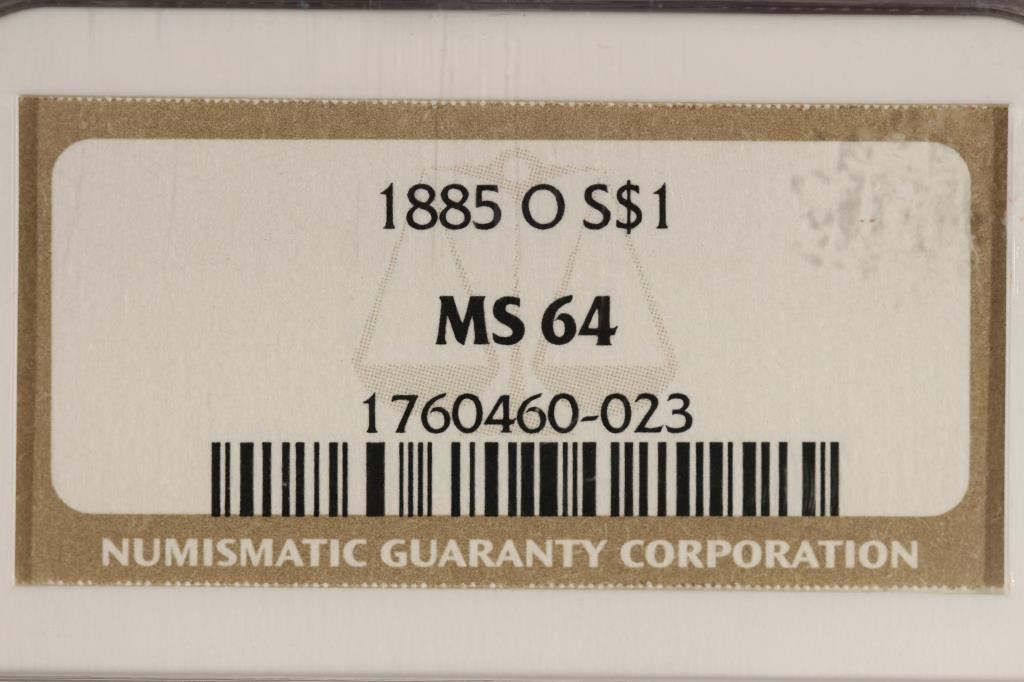 1885 O S$1
MS 64
1760460-023
NUMISMATIC GUARANTY CORPORATION